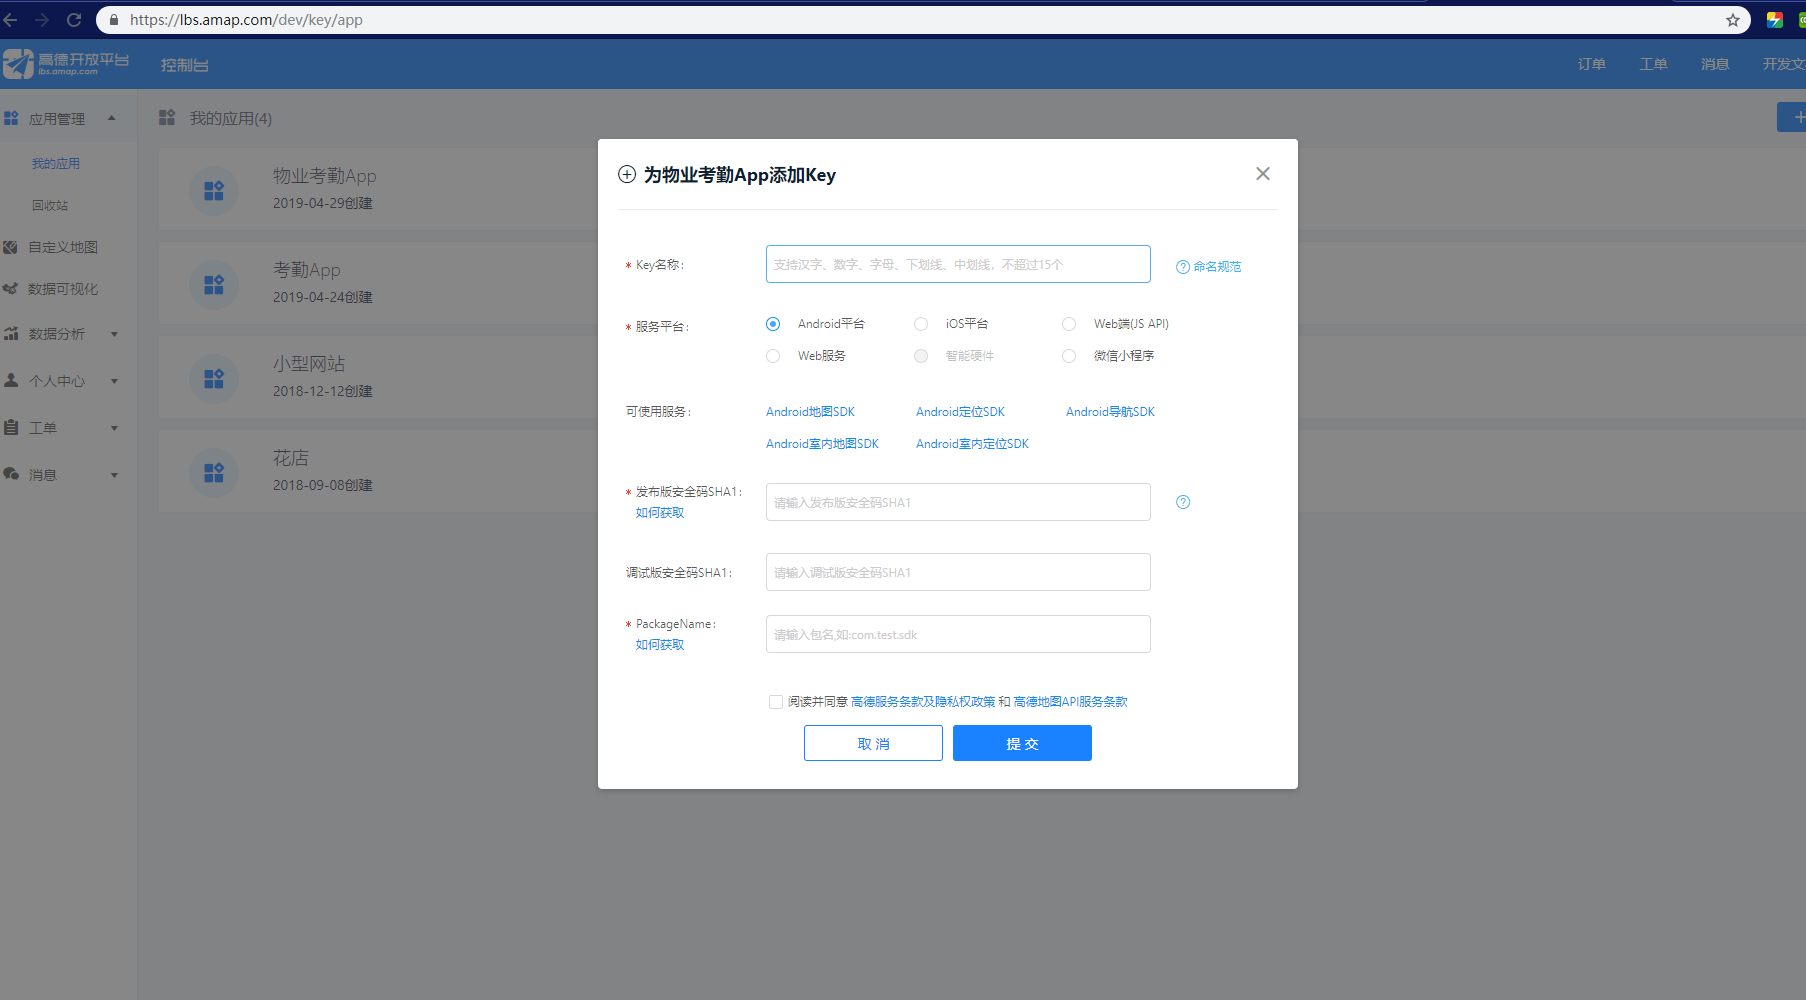 https://lbs.amap.com/dev/key/app
高德开放平台
lbs.amap.com
控制台
订单
工单
消息
开发文
应用管理
我的应用
回收站
自定义地图
数据可视化
数据分析
个人中心
工单
消息
我的应用(4)
物业考勤App
2019-04-29创建
考勤App
2019-04-24创建
小型网站
2018-12-12创建
花店
2018-09-08创建
为物业考勤App添加Key
* Key名称：
支持汉字、数字、字母、下划线、中划线，不超过15个
命名规范
* 服务平台：
Android平台
iOS平台
Web端(JS API)
Web服务
智能硬件
微信小程序
可使用服务：
Android地图SDK
Android定位SDK
Android导航SDK
Android室内地图SDK
Android室内定位SDK
* 发布版安全码SHA1：
如何获取
请输入发布版安全码SHA1
调试版安全码SHA1：
请输入调试版安全码SHA1
* PackageName：
如何获取
请输入包名,如:com.test.sdk
阅读并同意 高德服务条款及隐私权政策 和 高德地图API服务条款
取 消
提 交